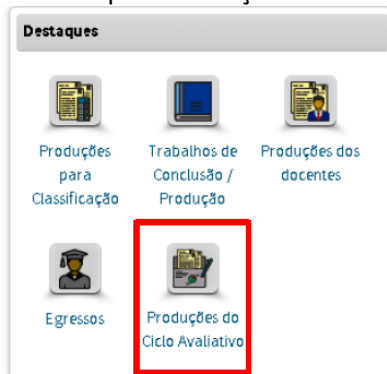 Destaques
Produções
para
Classificação
Trabalhos de
Conclusão /
Produção
Produções dos
docentes
Egressos
Produções do
Ciclo Avaliativo